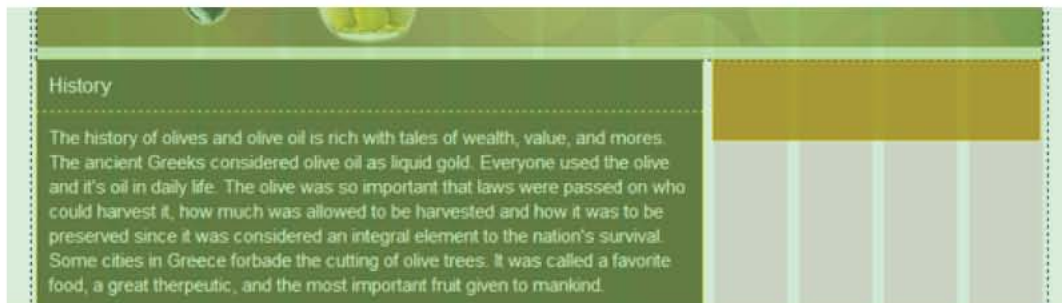 History
The history of olives and olive oil is rich with tales of wealth, value, and mores.
The ancient Greeks considered olive oil as liquid gold. Everyone used the olive
and it's oil in daily life. The olive was so important that laws were passed on who
could harvest it, how much was allowed to be harvested and how it was to be
preserved since it was considered an integral element to the nation's survival.
Some cities in Greece forbade the cutting of olive trees. It was called a favorite
food, a great therpeutic, and the most important fruit given to mankind.